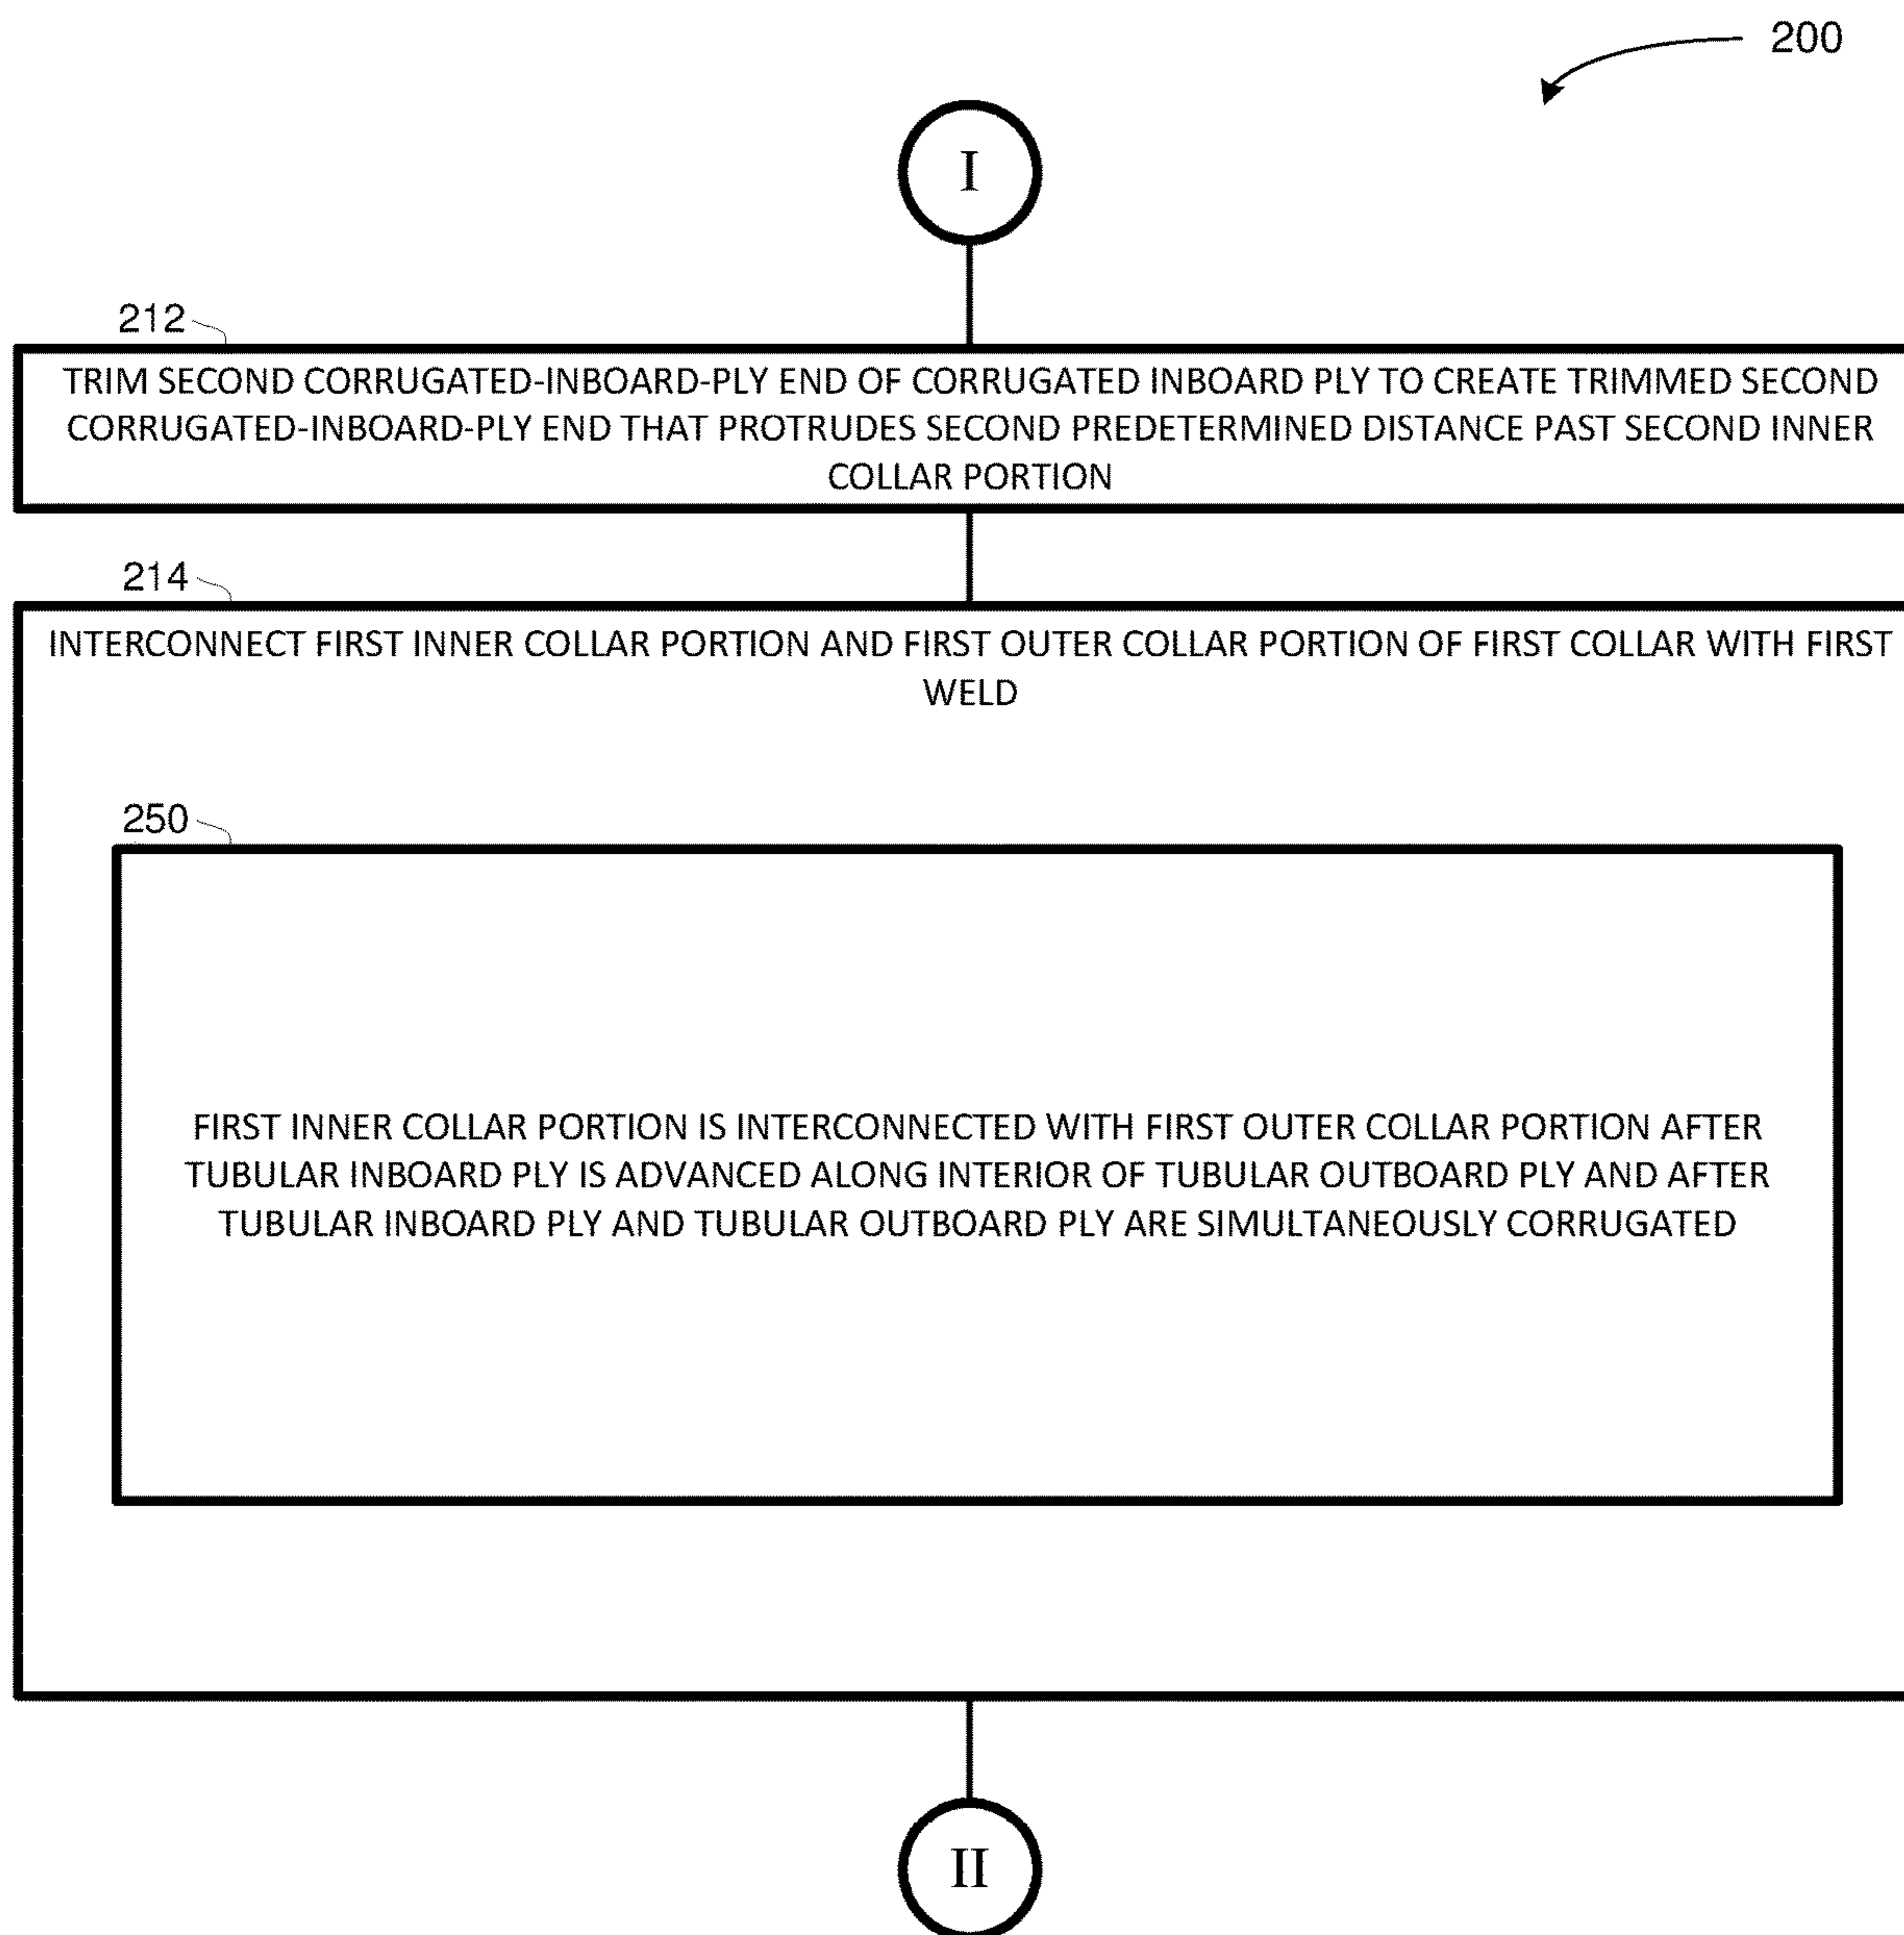 200
I
212
TRIM SECOND CORRUGATED-INBOARD-PLY END OF CORRUGATED INBOARD PLY TO CREATE TRIMMED SECOND
CORRUGATED-INBOARD-PLY END THAT PROTRUDES SECOND PREDETERMINED DISTANCE PAST SECOND INNER
COLLAR PORTION
214
INTERCONNECT FIRST INNER COLLAR PORTION AND FIRST OUTER COLLAR PORTION OF FIRST COLLAR WITH FIRST
WELD
250
FIRST INNER COLLAR PORTION IS INTERCONNECTED WITH FIRST OUTER COLLAR PORTION AFTER
TUBULAR INBOARD PLY IS ADVANCED ALONG INTERIOR OF TUBULAR OUTBOARD PLY AND AFTER
TUBULAR INBOARD PLY AND TUBULAR OUTBOARD PLY ARE SIMULTANEOUSLY CORRUGATED
II